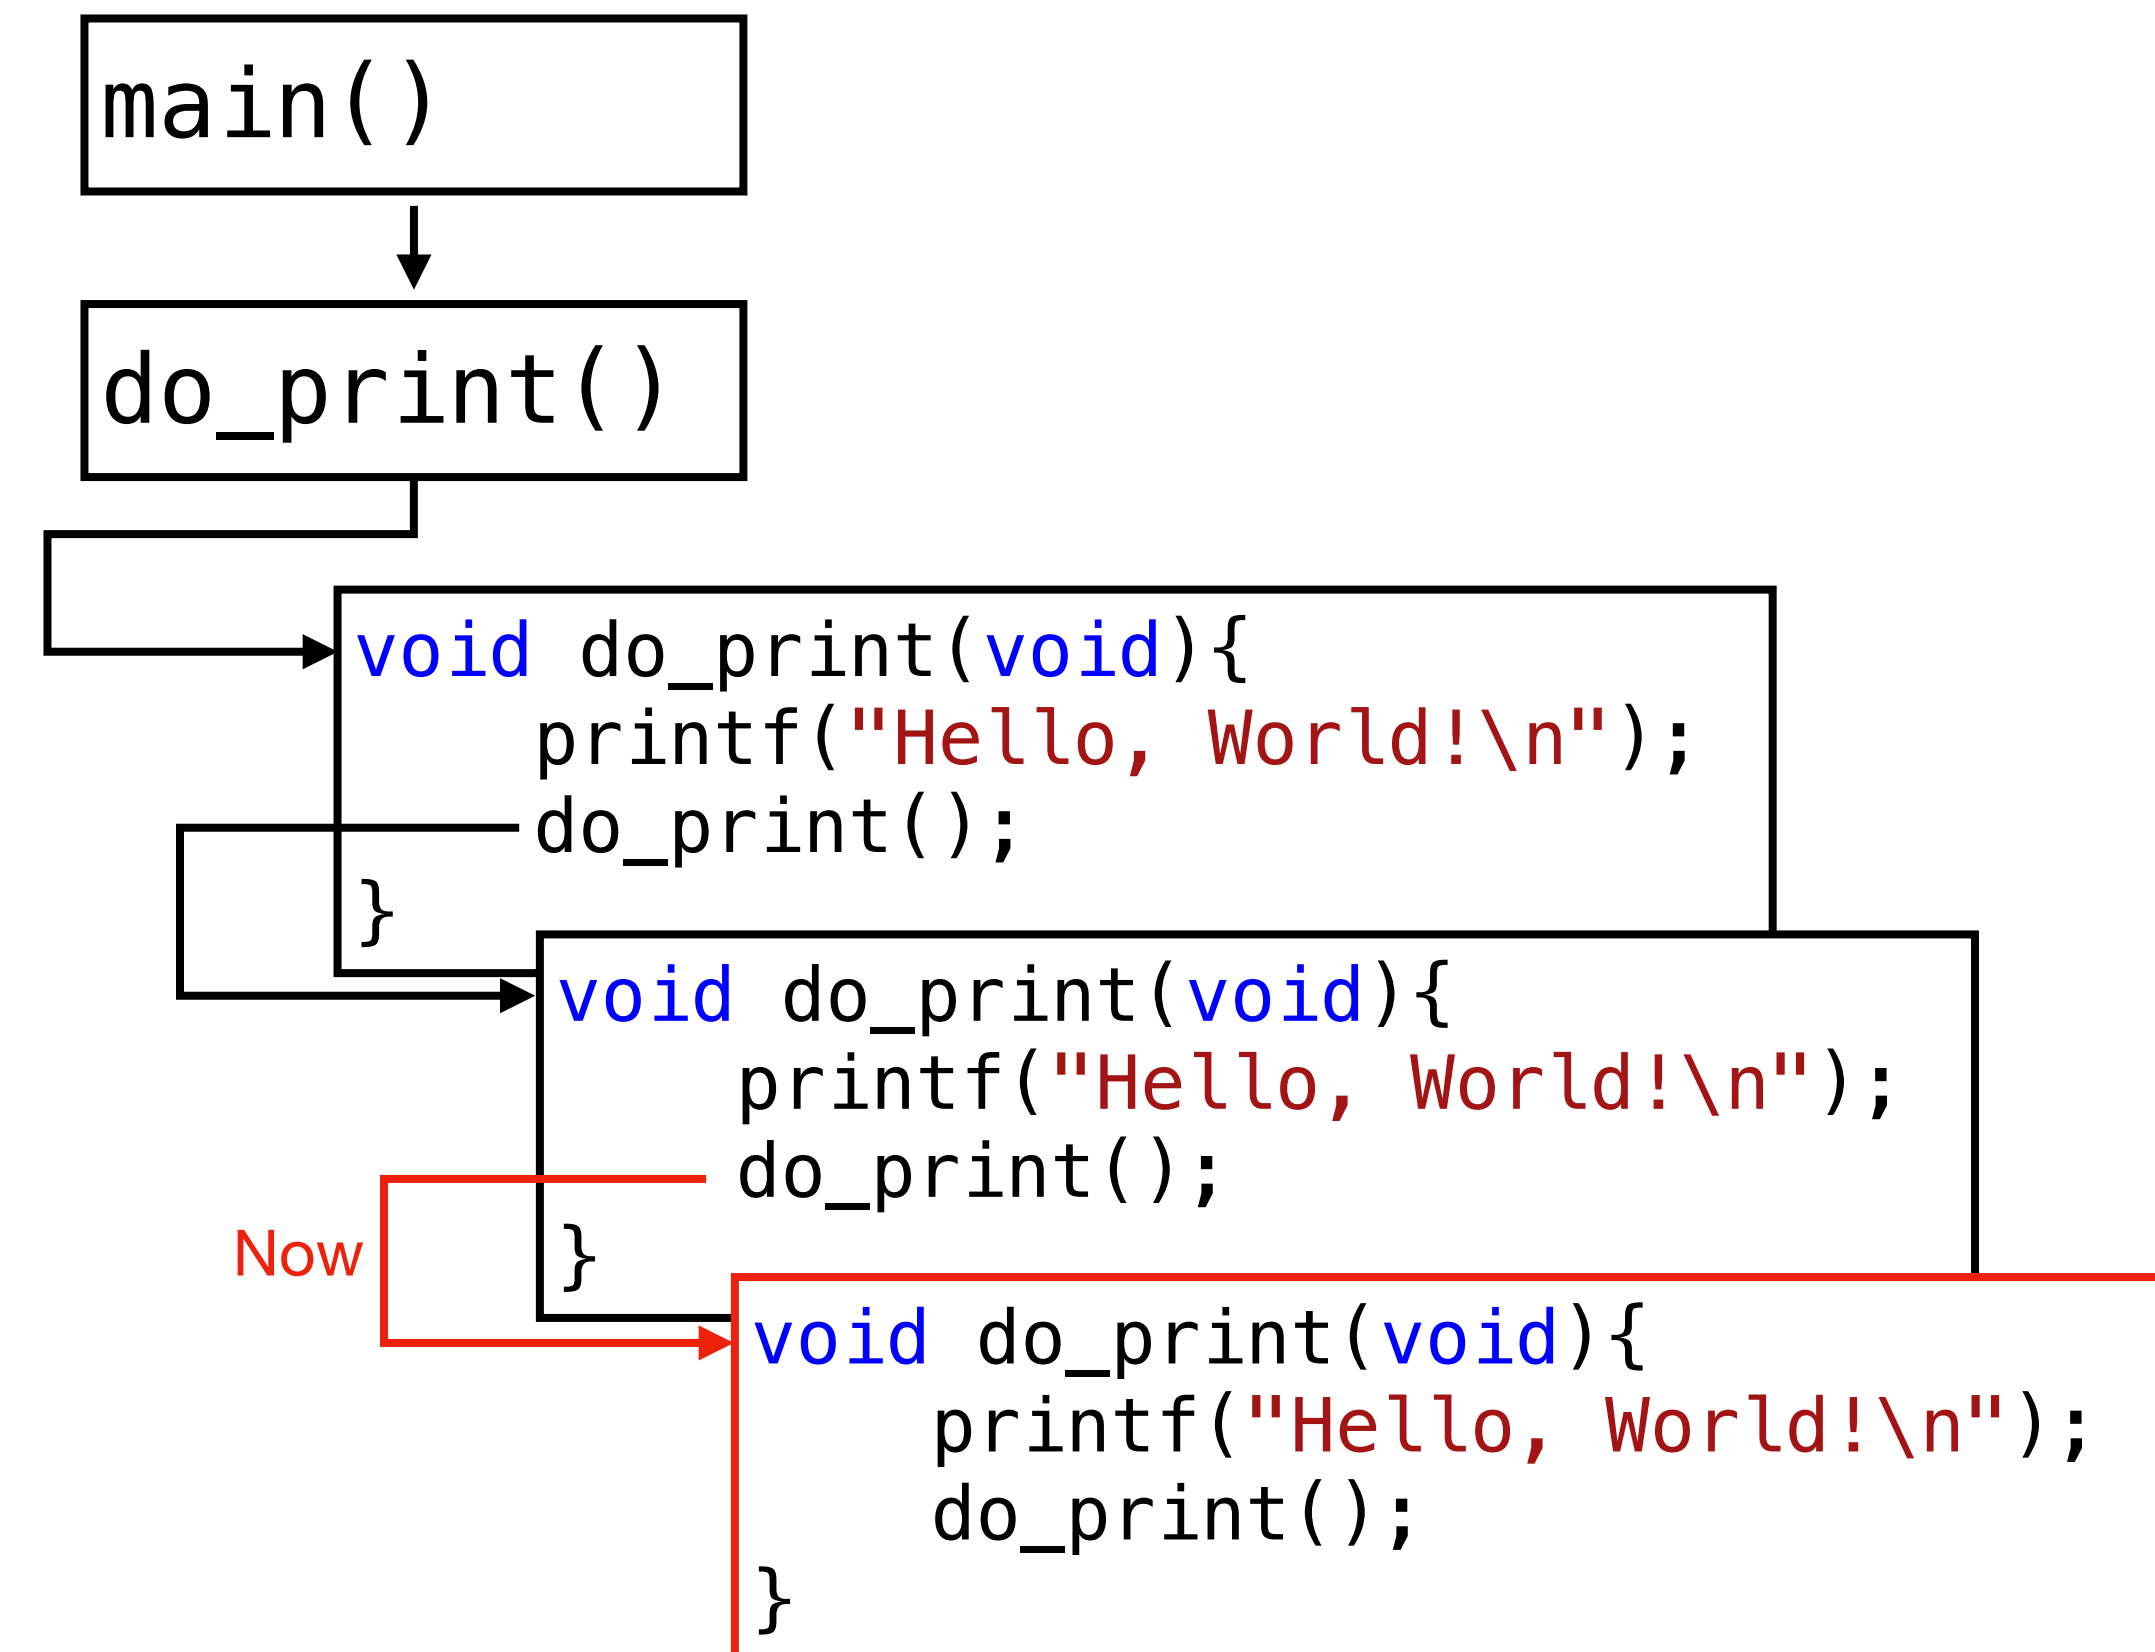 main()
do_print()
void do_print(void){
    printf("Hello, World!\n");
    do_print();
}
void do_print(void){
    printf("Hello, World!\n");
    do_print();
}
Now
void do_print(void){
    printf("Hello, World!\n");
    do_print();
}